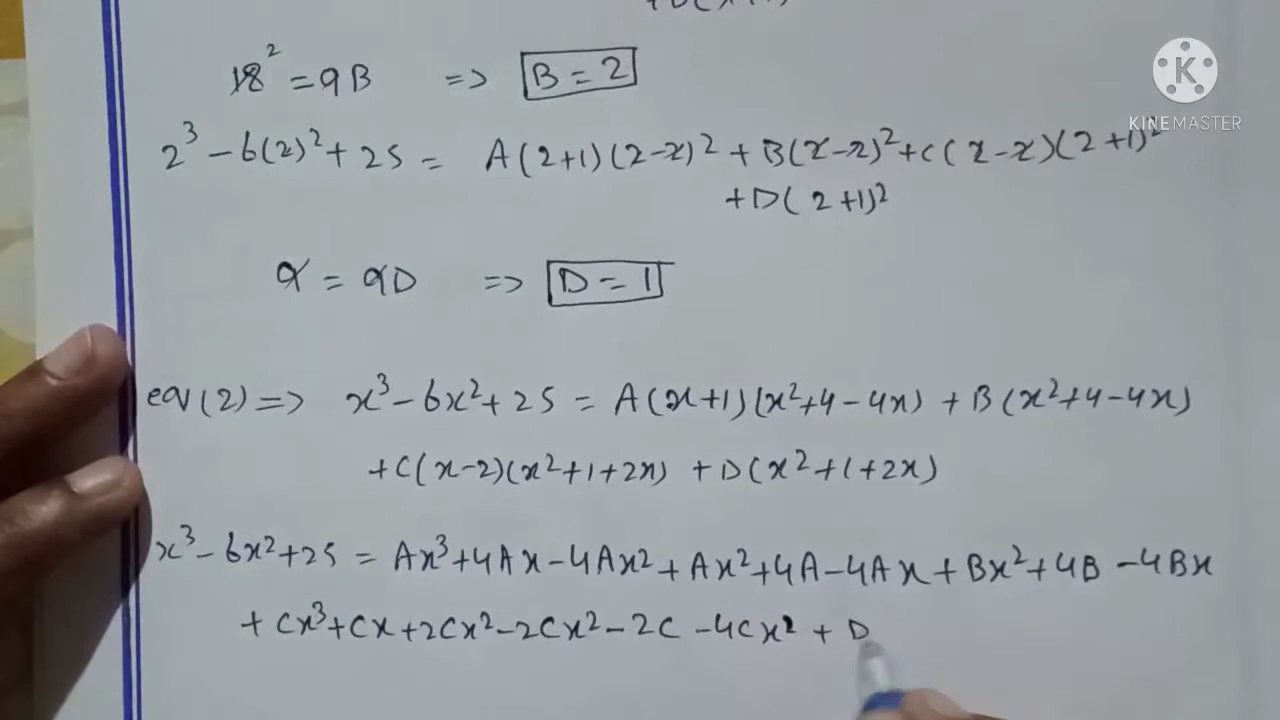 18² = 9B => B = 2
KINEMASTER
2³ - 6(2)² + 25 = A(2+1)(2-2)² + B(2-2)² + C(2-2)(2+1)²
+ D(2+1)²
9 = 9D => D = 1
eq(2) => x³ - 6x² + 25 = A(x+1)(x²+4-4x) + B(x²+4-4x)
+ C(x-2)(x²+1+2x) + D(x²+1+2x)
x³ - 6x² + 25 = Ax³ + 4Ax - 4Ax² + Ax² + 4A - 4Ax + Bx² + 4B - 4Bx
+ Cx³ + Cx + 2Cx² - 2Cx² - 2C - 4Cx² + D